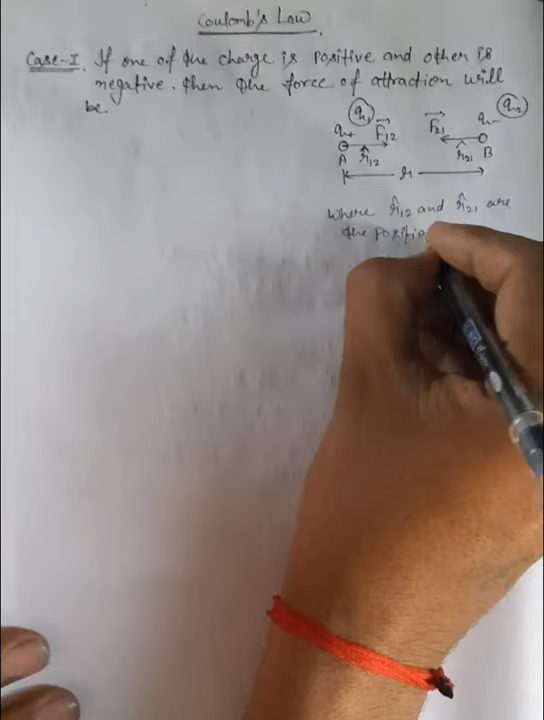 Coulomb's Law
Case-I. If one of the charge is positive and other is
negative. then the force of attraction will
be
q₁ q₂
q+ F₁₂ F₂₁ q-
A r̂₁₂ r̂₂₁ B
r
where r̂₁₂ and r̂₂₁ are
the positio